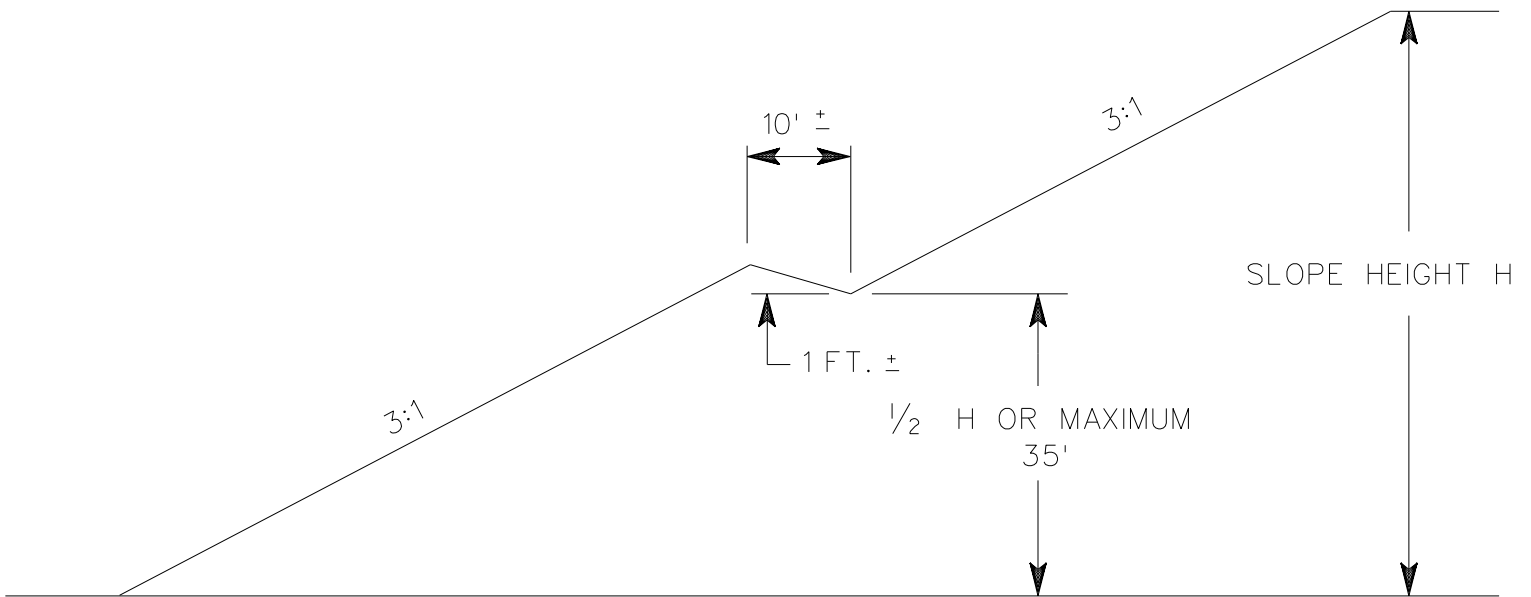 10' ±
3:1
SLOPE HEIGHT H
1 FT. ±
3:1
1/2 H OR MAXIMUM
35'